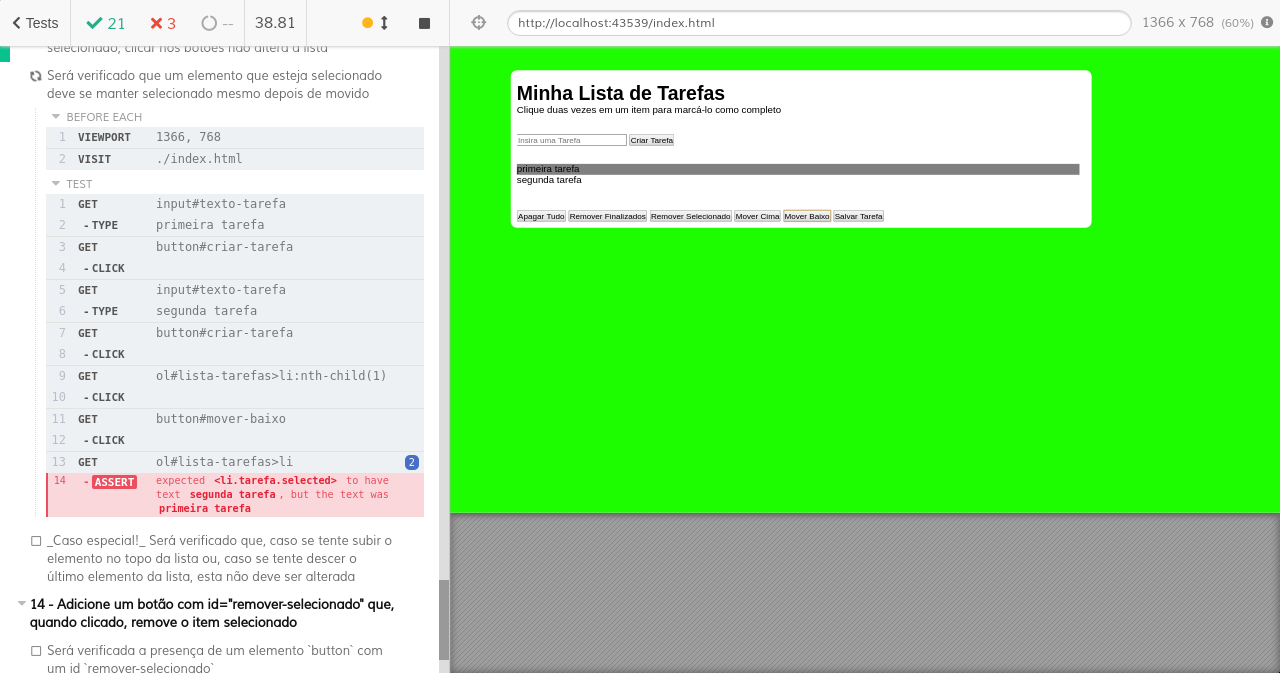 Tests
21
3
--
38.81
http://localhost:43539/index.html
1366 x 768 (60%)
selecionado, clicar nos botões não altera a lista
Será verificado que um elemento que esteja selecionado
deve se manter selecionado mesmo depois de movido
BEFORE EACH
1 VIEWPORT 1366, 768
2 VISIT ./index.html
TEST
1 GET input#texto-tarefa
2 -TYPE primeira tarefa
3 GET button#criar-tarefa
4 -CLICK
5 GET input#texto-tarefa
6 -TYPE segunda tarefa
7 GET button#criar-tarefa
8 -CLICK
9 GET ol#lista-tarefas>li:nth-child(1)
10 -CLICK
11 GET button#mover-baixo
12 -CLICK
13 GET ol#lista-tarefas>li 2
14 -ASSERT expected <li.tarefa.selected> to have
text segunda tarefa, but the text was
primeira tarefa
_Caso especial!_ Será verificado que, caso se tente subir o
elemento no topo da lista ou, caso se tente descer o
último elemento da lista, esta não deve ser alterada
14 - Adicione um botão com id="remover-selecionado" que,
quando clicado, remove o item selecionado
Será verificada a presença de um elemento `button` com
um id `remover-selecionado`
Minha Lista de Tarefas
Clique duas vezes em um item para marcá-lo como completo
Insira uma Tarefa Criar Tarefa
primeira tarefa
segunda tarefa
Apagar Tudo Remover Finalizados Remover Selecionado Mover Cima Mover Baixo Salvar Tarefa